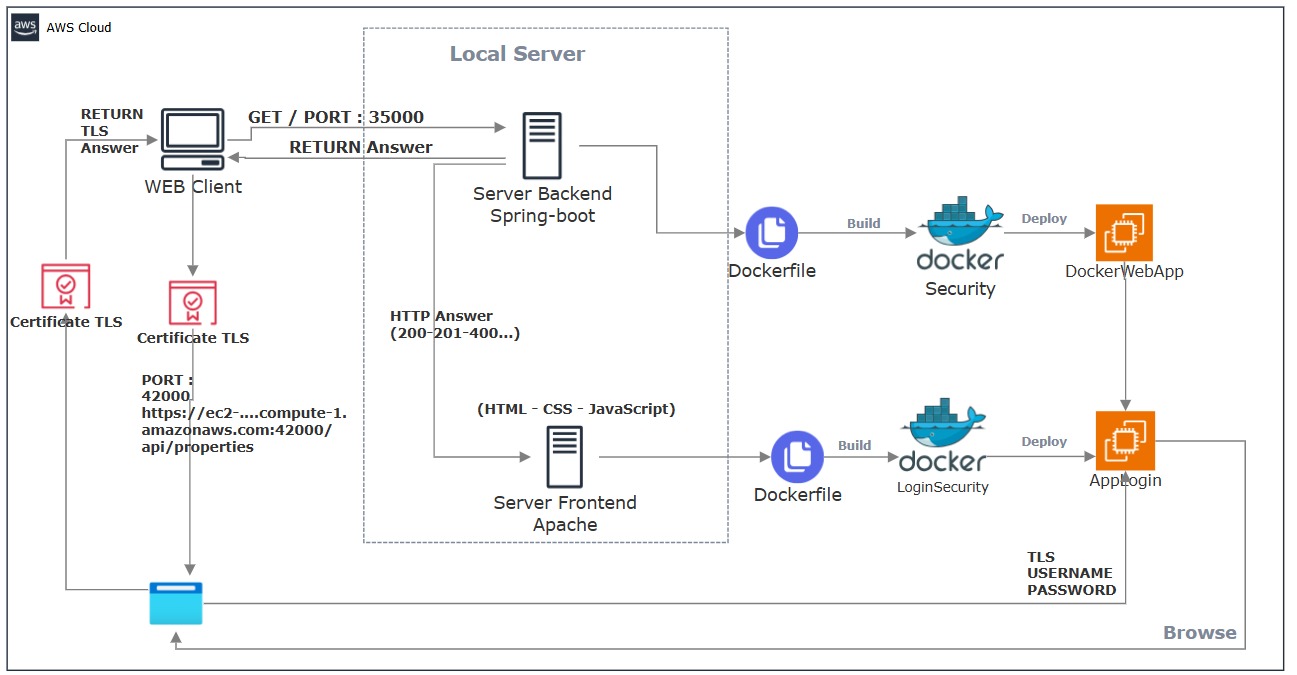 aws
AWS Cloud
Local Server
RETURN
TLS
Answer
GET / PORT : 35000
RETURN Answer
WEB Client
Server Backend
Spring-boot
Dockerfile
Build
docker
Security
Deploy
DockerWebApp
Certificate TLS
Certificate TLS
HTTP Answer
(200-201-400...)
PORT :
42000
https://ec2-....compute-1.
amazonaws.com:42000/
api/properties
(HTML - CSS - JavaScript)
Server Frontend
Apache
Dockerfile
Build
docker
LoginSecurity
Deploy
AppLogin
TLS
USERNAME
PASSWORD
Browse